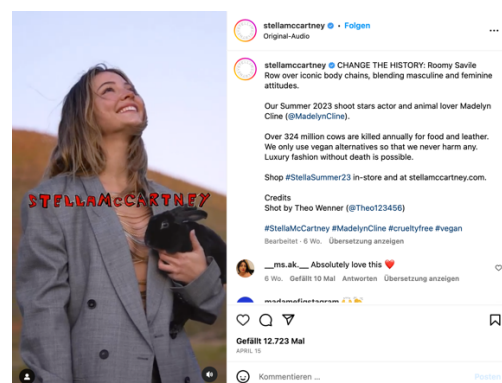 stellamccartney • Folgen
Original-Audio
STELLAMcCARTNEY
stellamccartney CHANGE THE HISTORY: Roomy Savile
Row over iconic body chains, blending masculine and feminine
attitudes.
Our Summer 2023 shoot stars actor and animal lover Madelyn
Cline (@MadelynCline).
Over 324 million cows are killed annually for food and leather.
We only use vegan alternatives so that we never harm any.
Luxury fashion without death is possible.
Shop #StellaSummer23 in-store and at stellamccartney.com.
Credits
Shot by Theo Wenner (@Theo123456)
#StellaMcCartney #MadelynCline #crueltyfree #vegan
Bearbeitet · 6 Wo. Übersetzung anzeigen
__ms.ak.__ Absolutely love this ❤️
6 Wo. Gefällt 10 Mal Antworten Übersetzung anzeigen
madamefigstagram
Gefällt 12.723 Mal
APRIL 15
Kommentieren ...
Posten